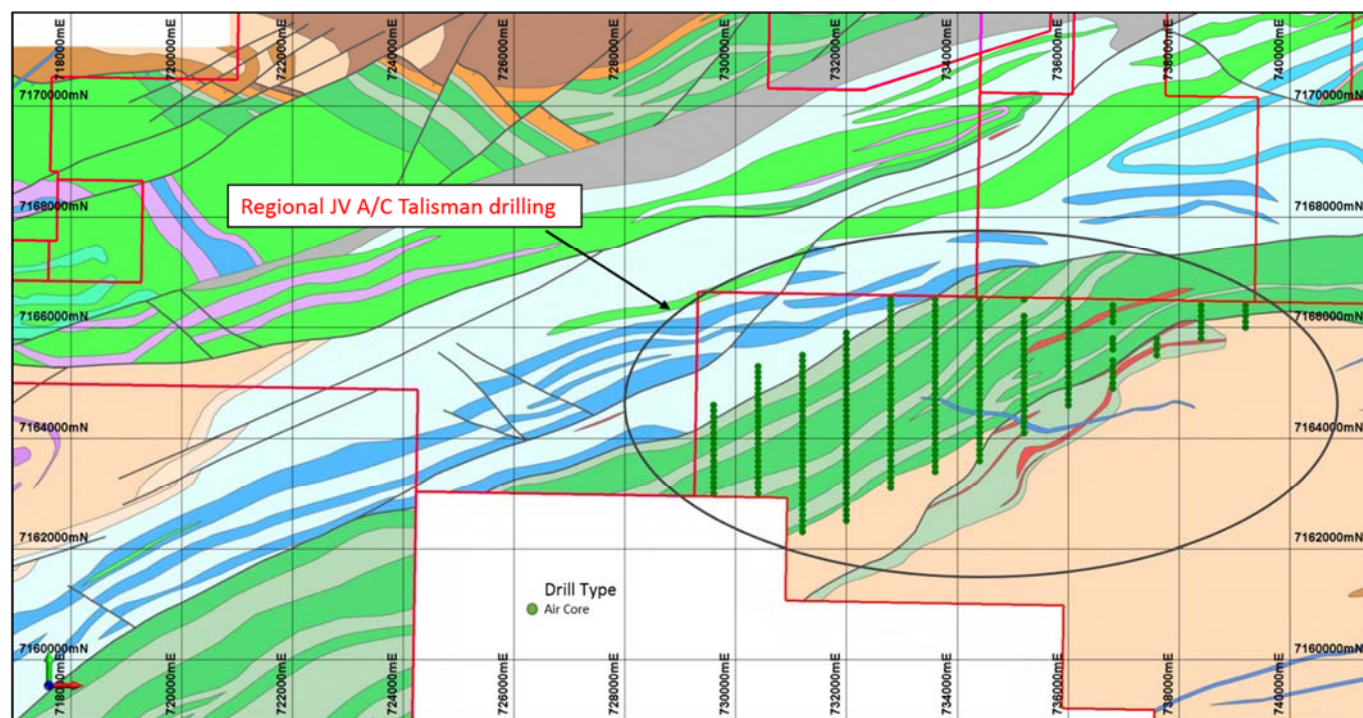 718000mE
720000mE
722000mE
724000mE
726000mE
728000mE
730000mE
732000mE
734000mE
736000mE
738000mE
740000mE
7170000mN
7170000mN
7168000mN
7168000mN
Regional JV A/C Talisman drilling
7166000mN
7166000mN
7164000mN
7164000mN
7162000mN
7162000mN
Drill Type
Air Core
7160000mN
7160000mN
718000mE
720000mE
722000mE
724000mE
726000mE
728000mE
730000mE
732000mE
734000mE
736000mE
738000mE
740000mE